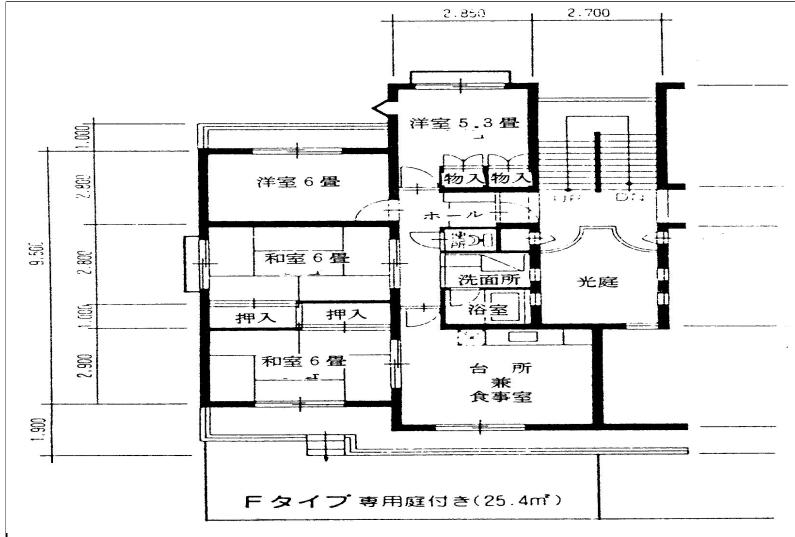 2.850
2.700
洋室 5.3 畳
物入
物入
洋室 6 畳
ホール
UP
DN
便所
和室 6 畳
洗面所
光庭
押入
押入
浴室
和室 6 畳
台 所
兼
食事室
1.000
2.800
2.800
9.500
1.000
2.900
1.900
Fタイプ 専用庭付き(25.4㎡)